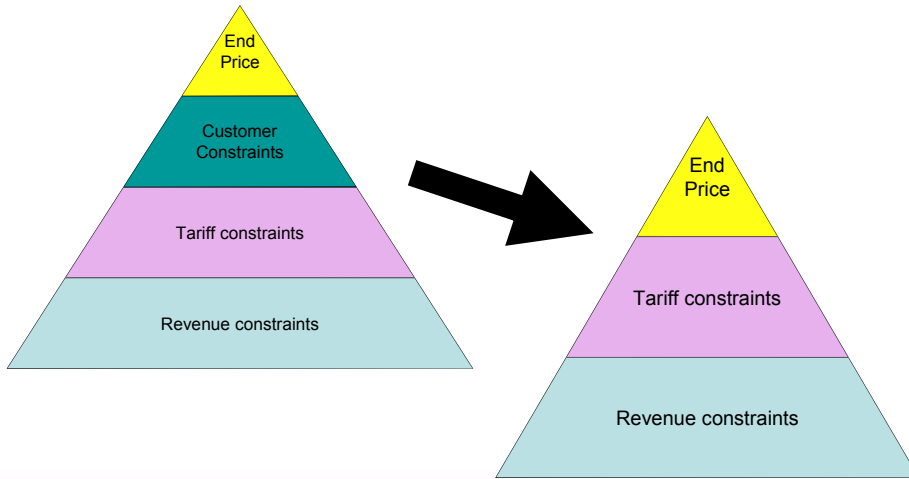 End
Price
Customer
Constraints
Tariff constraints
Revenue constraints
End
Price
Tariff constraints
Revenue constraints